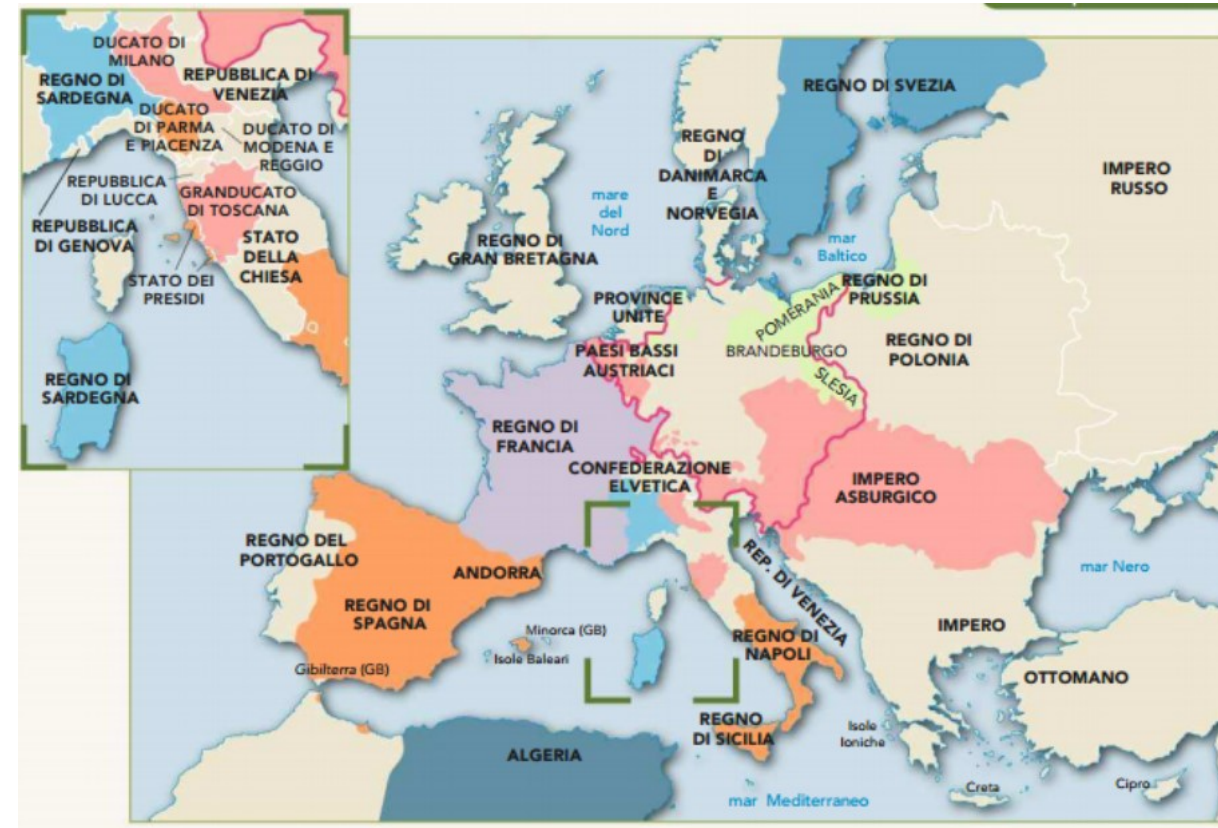 DUCATO DI
MILANO
REGNO DI
SARDEGNA
REPUBBLICA DI
VENEZIA
DUCATO
DI PARMA
E PIACENZA
DUCATO DI
MODENA E
REGGIO
REPUBBLICA
DI LUCCA
GRANDUCATO
DI TOSCANA
REPUBBLICA
DI GENOVA
STATO
DELLA
CHIESA
STATO DEI
PRESIDI
REGNO DI
SARDEGNA
REGNO DI SVEZIA
REGNO
DI
DANIMARCA
E
NORVEGIA
IMPERO
RUSSO
mare
del
Nord
REGNO DI
GRAN BRETAGNA
mar
Baltico
PROVINCE
UNITE
POMERANIA
REGNO DI
PRUSSIA
PAESI BASSI
AUSTRIACI
BRANDEBURGO
REGNO DI
POLONIA
SLESIA
REGNO DI
FRANCIA
CONFEDERAZIONE
ELVETICA
IMPERO
ASBURGICO
REGNO DEL
PORTOGALLO
ANDORRA
REP. DI VENEZIA
mar Nero
REGNO DI
SPAGNA
Minorca (GB)
Isole Baleari
REGNO DI
NAPOLI
IMPERO
OTTOMANO
Gibilterra (GB)
REGNO
DI SICILIA
Isole
Ioniche
ALGERIA
Creta
Cipro
mar Mediterraneo